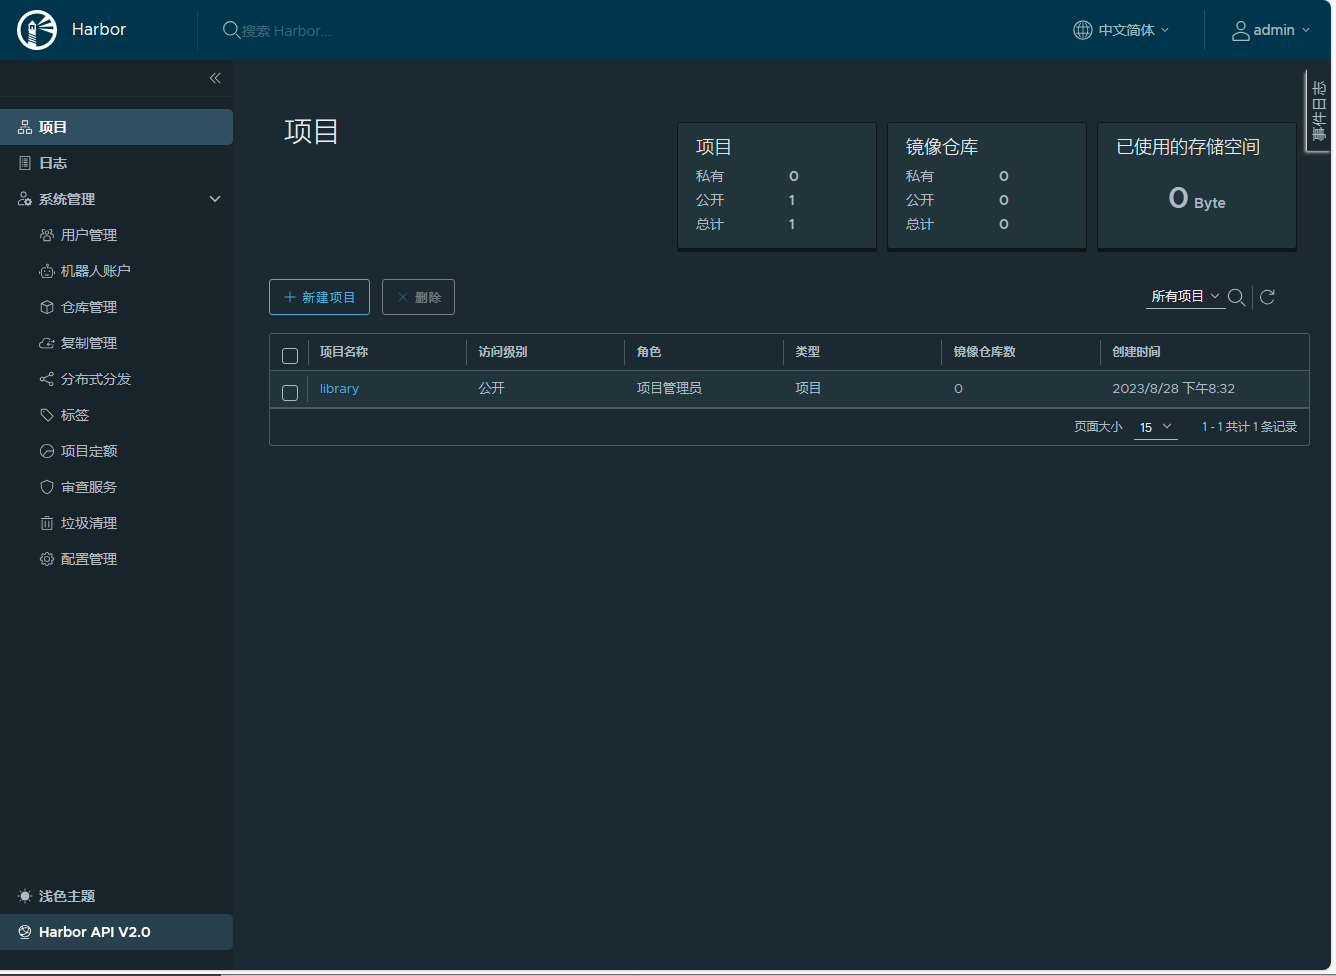 Harbor
搜索 Harbor...
中文简体
admin
事件日志
项目
日志
系统管理
用户管理
机器人账户
仓库管理
复制管理
分布式分发
标签
项目定额
审查服务
垃圾清理
配置管理
浅色主题
Harbor API V2.0
项目
项目
私有 0
公开 1
总计 1
镜像仓库
私有 0
公开 0
总计 0
已使用的存储空间
0 Byte
新建项目
删除
所有项目
项目名称 访问级别 角色 类型 镜像仓库数 创建时间
library 公开 项目管理员 项目 0 2023/8/28 下午8:32
页面大小 15 1 - 1 共计 1 条记录